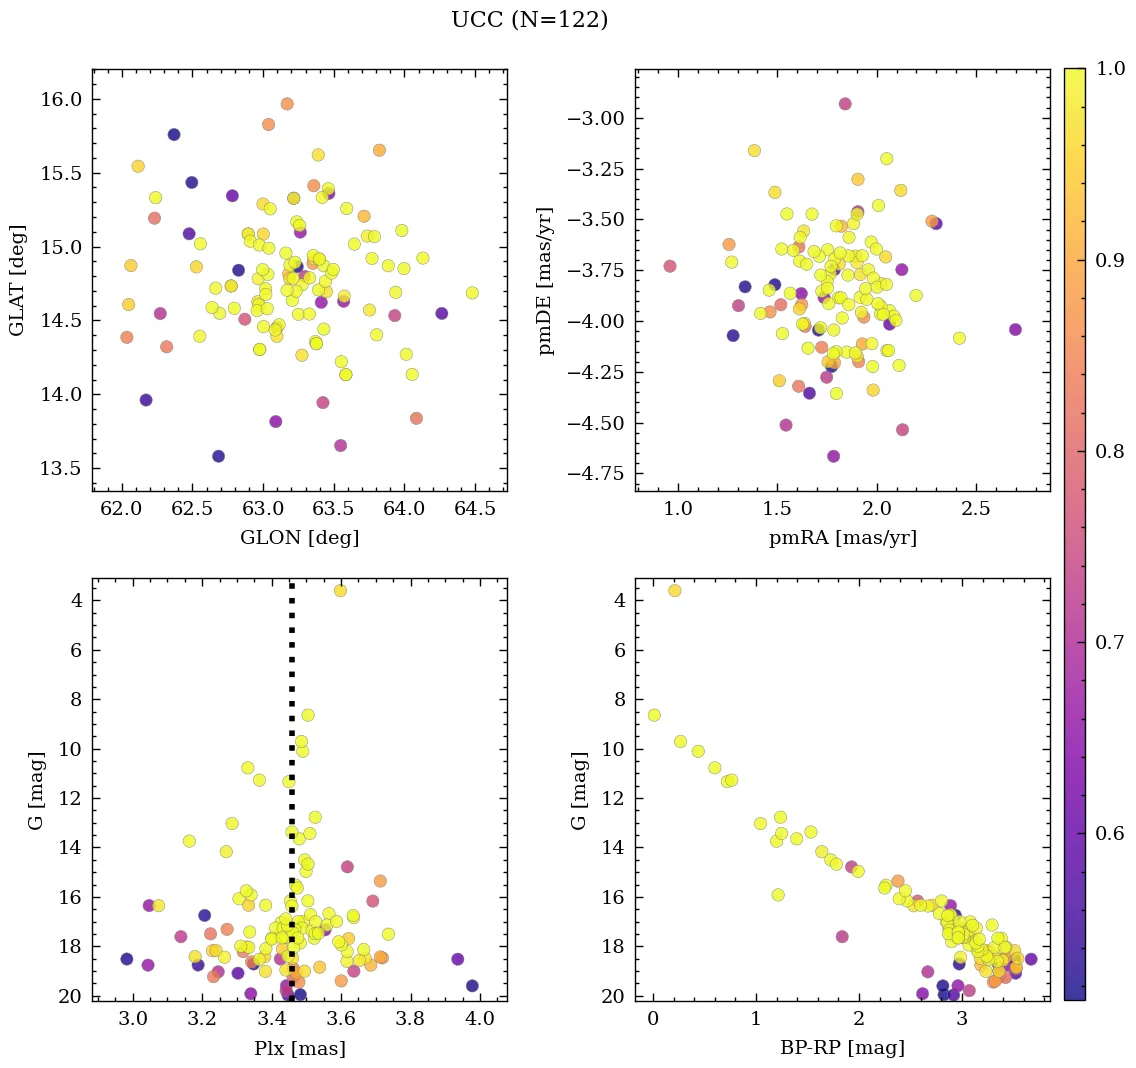 UCC (N=122)
16.0
15.5
15.0
14.5
14.0
13.5
GLAT [deg]
62.0 62.5 63.0 63.5 64.0 64.5
GLON [deg]
−3.00
−3.25
−3.50
−3.75
−4.00
−4.25
−4.50
−4.75
pmDE [mas/yr]
1.0 1.5 2.0 2.5
pmRA [mas/yr]
4
6
8
10
12
14
16
18
20
G [mag]
3.0 3.2 3.4 3.6 3.8 4.0
Plx [mas]
4
6
8
10
12
14
16
18
20
G [mag]
0 1 2 3
BP-RP [mag]
1.0
0.9
0.8
0.7
0.6